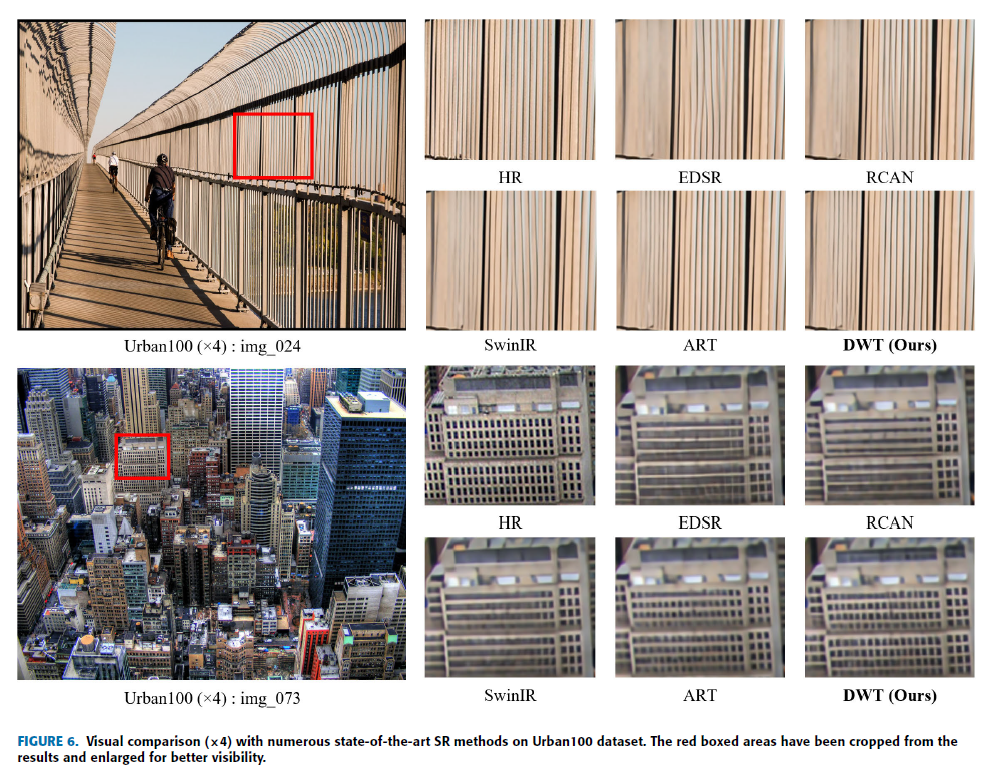 HR
EDSR
RCAN
SwinIR
ART
DWT (Ours)
Urban100 (×4) : img_024
HR
EDSR
RCAN
SwinIR
ART
DWT (Ours)
Urban100 (×4) : img_073
FIGURE 6. Visual comparison (×4) with numerous state-of-the-art SR methods on Urban100 dataset. The red boxed areas have been cropped from the
results and enlarged for better visibility.